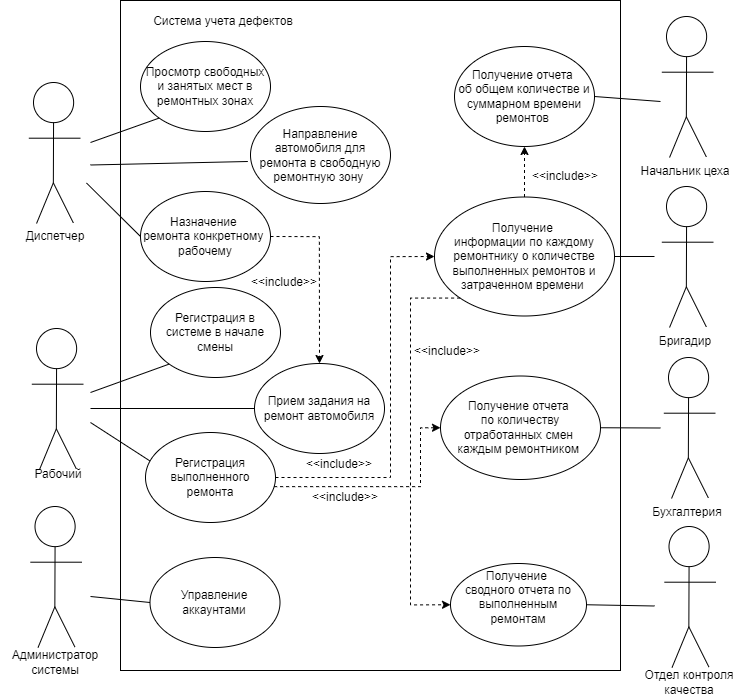 Система учета дефектов
Просмотр свободных
и занятых мест в
ремонтных зонах
Направление
автомобиля для
ремонта в свободную
ремонтную зону
Диспетчер
Назначение
ремонта конкретному
рабочему
<<include>>
Регистрация в
системе в начале
смены
Прием задания на
ремонт автомобиля
Рабочий
Регистрация
выполненного
ремонта
<<include>>
<<include>>
Управление
аккаунтами
Администратор
системы
Получение отчета
об общем количестве и
суммарном времени
ремонтов
Начальник цеха
<<include>>
Получение
информации по каждому
ремонтнику о количестве
выполненных ремонтов и
затраченном времени
Бригадир
<<include>>
Получение отчета
по количеству
отработанных смен
каждым ремонтником
Бухгалтерия
Получение
сводного отчета по
выполненным
ремонтам
Отдел контроля
качества